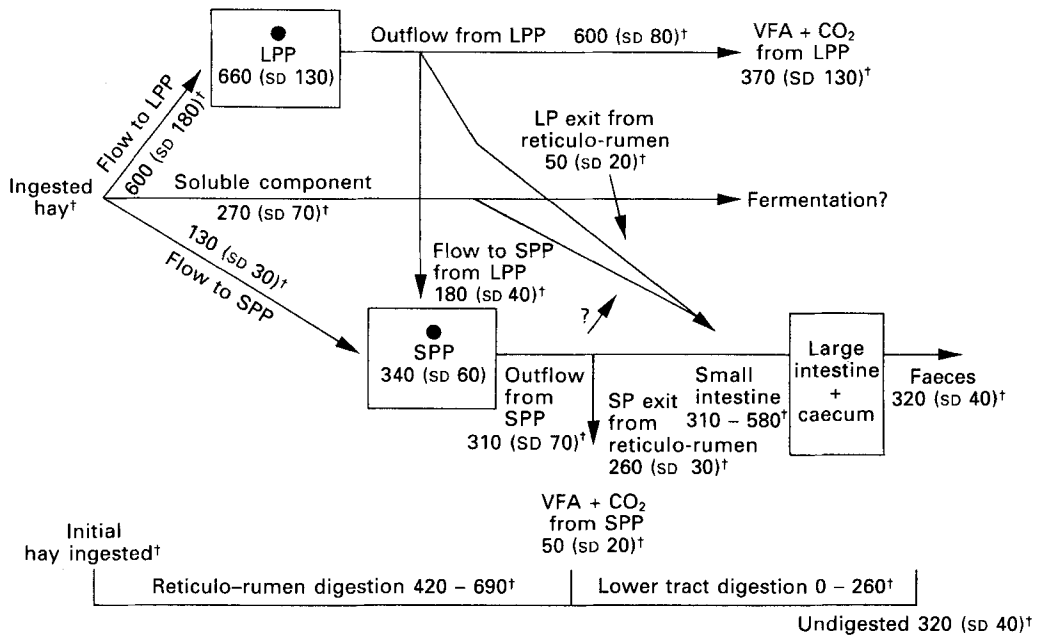 LPP
660 (SD 130)
Outflow from LPP 600 (SD 80)†
VFA + CO₂
from LPP
370 (SD 130)†
Flow to LPP
600 (SD 180)†
LP exit from
reticulo-rumen
50 (SD 20)†
Ingested
hay†
Soluble component
270 (SD 70)†
Fermentation?
130 (SD 30)†
Flow to SPP
Flow to SPP
from LPP
180 (SD 40)†
?
SPP
340 (SD 60)
Outflow
from
SPP
310 (SD 70)†
SP exit
from
reticulo-rumen
260 (SD 30)†
Small
intestine
310 – 580†
Large
intestine
+
caecum
Faeces
320 (SD 40)†
VFA + CO₂
from SPP
50 (SD 20)†
Initial
hay ingested†
Reticulo–rumen digestion 420 – 690†
Lower tract digestion 0 – 260†
Undigested 320 (SD 40)†